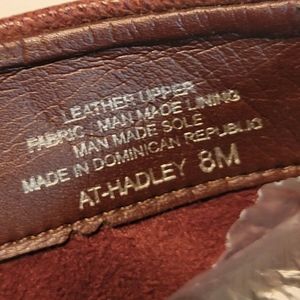 LEATHER UPPER
FABRIC - MAN MADE LINING
MAN MADE SOLE
MADE IN DOMINICAN REPUBLIC
AT-HADLEY 8M